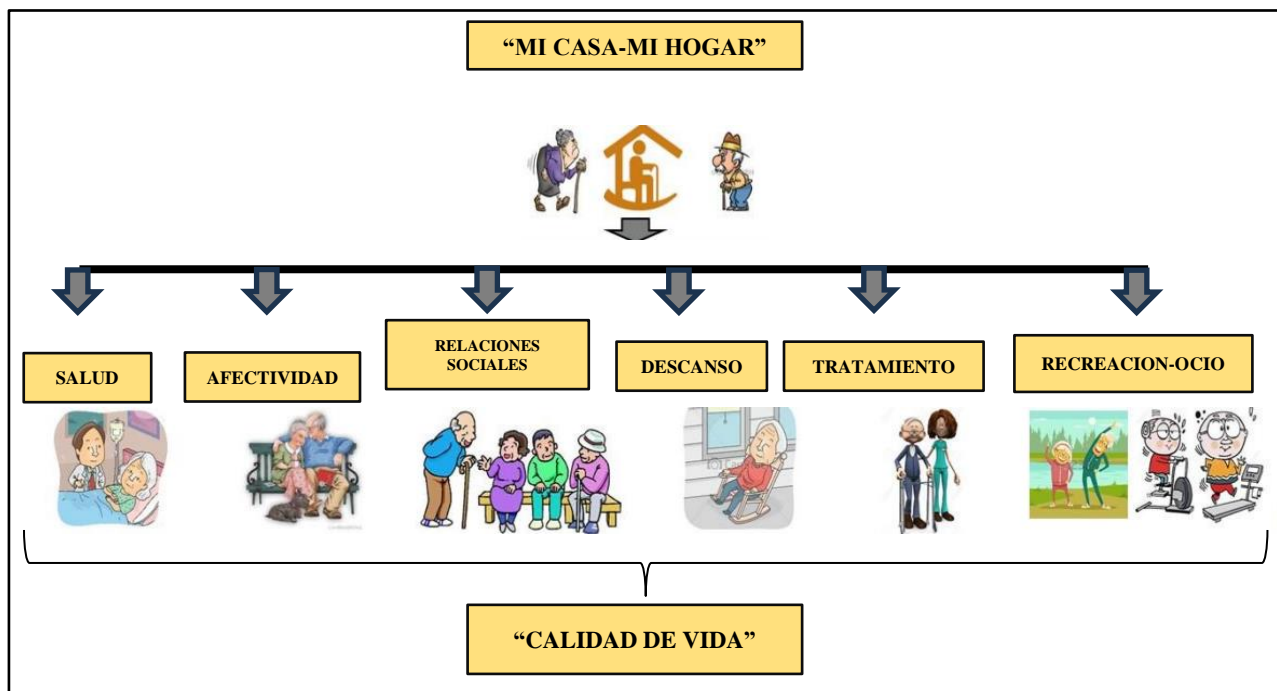 “MI CASA-MI HOGAR”
SALUD
AFECTIVIDAD
RELACIONES
SOCIALES
DESCANSO
TRATAMIENTO
RECREACION-OCIO
“CALIDAD DE VIDA”